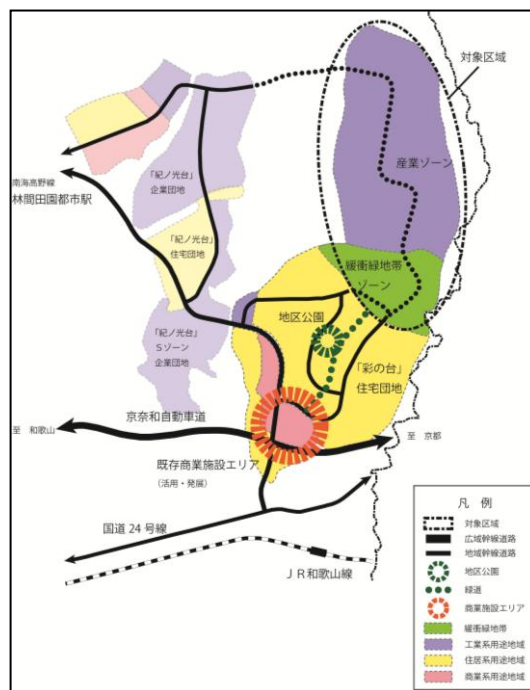 対象区域
産業ゾーン
「紀ノ光台」
企業団地
南海高野線
林間田園都市駅
「紀ノ光台」
住宅団地
緩衝緑地帯
ゾーン
地区公園
「紀ノ光台」
Sゾーン
企業団地
「彩の台」
住宅団地
京奈和自動車道
至 和歌山
至 京都
既存商業施設エリア
(活用・発展)
国道24号線
JR和歌山線
凡 例
対象区域
広域幹線道路
地域幹線道路
地区公園
緑道
商業施設エリア
緩衝緑地帯
工業系用途地域
住居系用途地域
商業系用途地域